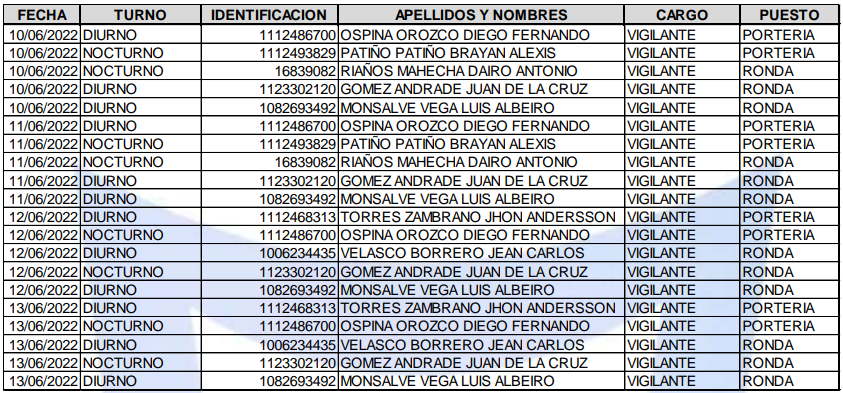 FECHA TURNO IDENTIFICACION APELLIDOS Y NOMBRES CARGO PUESTO
10/06/2022 DIURNO 1112486700 OSPINA OROZCO DIEGO FERNANDO VIGILANTE PORTERIA
10/06/2022 NOCTURNO 1112493829 PATIÑO PATIÑO BRAYAN ALEXIS VIGILANTE PORTERIA
10/06/2022 NOCTURNO 16839082 RIAÑOS MAHECHA DAIRO ANTONIO VIGILANTE RONDA
10/06/2022 DIURNO 1123302120 GOMEZ ANDRADE JUAN DE LA CRUZ VIGILANTE RONDA
10/06/2022 DIURNO 1082693492 MONSALVE VEGA LUIS ALBEIRO VIGILANTE RONDA
11/06/2022 DIURNO 1112486700 OSPINA OROZCO DIEGO FERNANDO VIGILANTE PORTERIA
11/06/2022 NOCTURNO 1112493829 PATIÑO PATIÑO BRAYAN ALEXIS VIGILANTE PORTERIA
11/06/2022 NOCTURNO 16839082 RIAÑOS MAHECHA DAIRO ANTONIO VIGILANTE RONDA
11/06/2022 DIURNO 1123302120 GOMEZ ANDRADE JUAN DE LA CRUZ VIGILANTE RONDA
11/06/2022 DIURNO 1082693492 MONSALVE VEGA LUIS ALBEIRO VIGILANTE RONDA
12/06/2022 DIURNO 1112468313 TORRES ZAMBRANO JHON ANDERSSON VIGILANTE PORTERIA
12/06/2022 NOCTURNO 1112486700 OSPINA OROZCO DIEGO FERNANDO VIGILANTE PORTERIA
12/06/2022 DIURNO 1006234435 VELASCO BORRERO JEAN CARLOS VIGILANTE RONDA
12/06/2022 NOCTURNO 1123302120 GOMEZ ANDRADE JUAN DE LA CRUZ VIGILANTE RONDA
12/06/2022 DIURNO 1082693492 MONSALVE VEGA LUIS ALBEIRO VIGILANTE RONDA
13/06/2022 DIURNO 1112468313 TORRES ZAMBRANO JHON ANDERSSON VIGILANTE PORTERIA
13/06/2022 NOCTURNO 1112486700 OSPINA OROZCO DIEGO FERNANDO VIGILANTE PORTERIA
13/06/2022 DIURNO 1006234435 VELASCO BORRERO JEAN CARLOS VIGILANTE RONDA
13/06/2022 NOCTURNO 1123302120 GOMEZ ANDRADE JUAN DE LA CRUZ VIGILANTE RONDA
13/06/2022 DIURNO 1082693492 MONSALVE VEGA LUIS ALBEIRO VIGILANTE RONDA